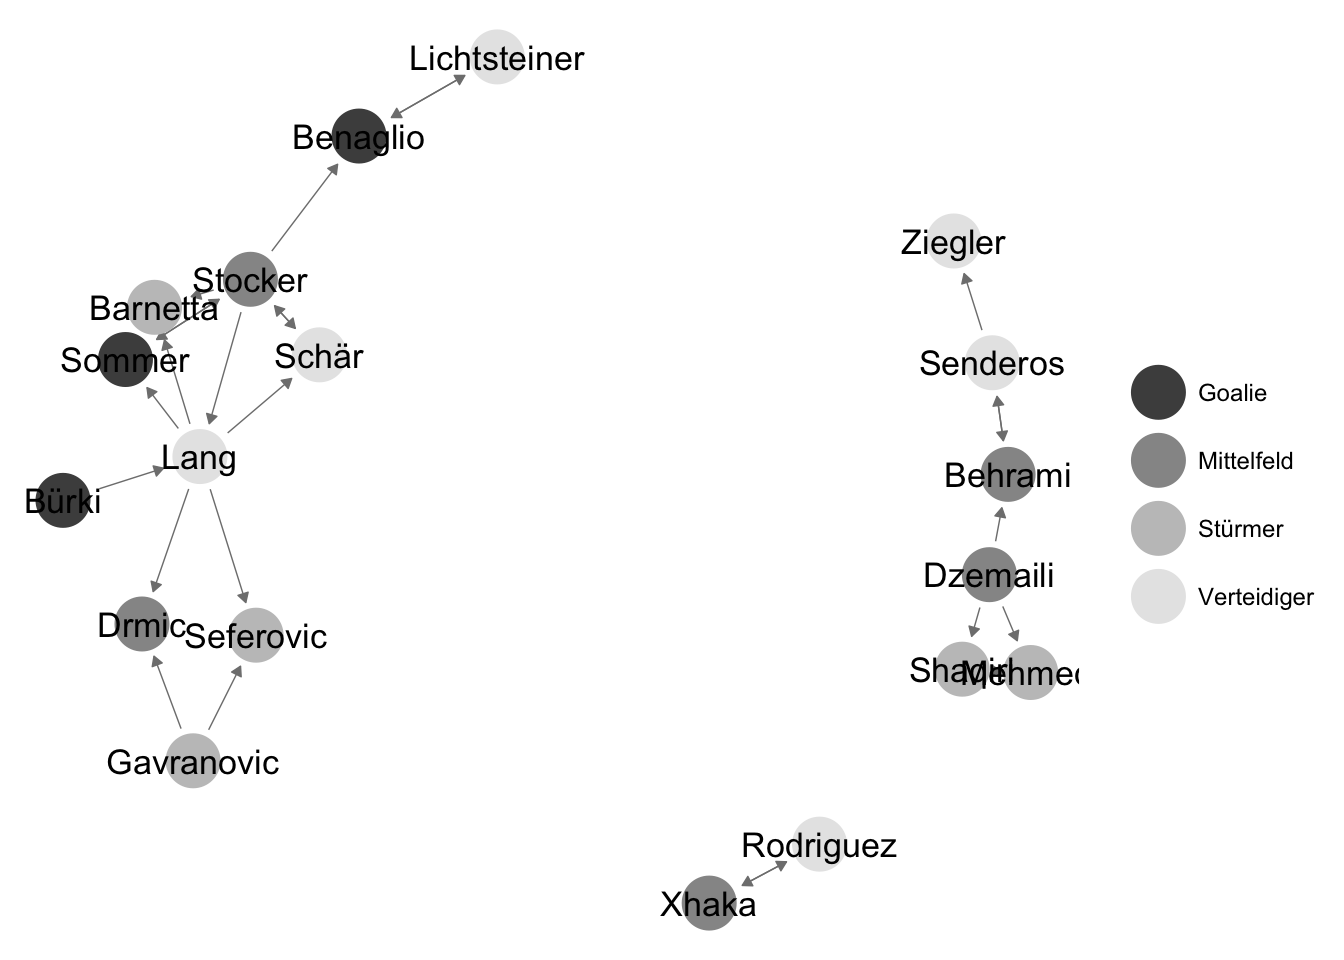 Lichtsteiner
Benaglio
Ziegler
Stocker
Barnetta
Sommer
Schär
Senderos
Goalie
Lang
Mittelfeld
Behrami
Bürki
Stürmer
Dzemaili
Verteidiger
Drmic
Seferovic
Shaqiri
Mehmed
Gavranovic
Rodriguez
Xhaka